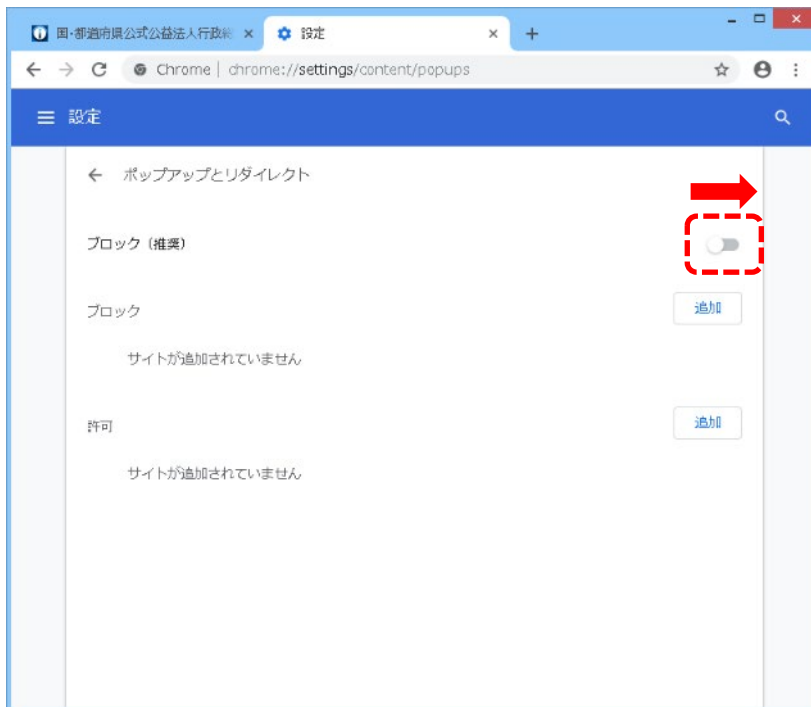 国・都道府県公式公益法人行政総
設定
Chrome | chrome://settings/content/popups
設定
ポップアップとリダイレクト
ブロック（推奨）
ブロック
追加
サイトが追加されていません
許可
追加
サイトが追加されていません